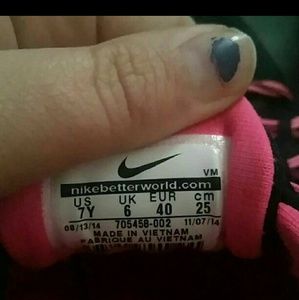 VM
nikebetterworld.com
US UK EUR cm
7Y 6 40 25
08/13/14 705458-002 11/07/14
MADE IN VIETNAM
FABRIQUE AU VIETNAM